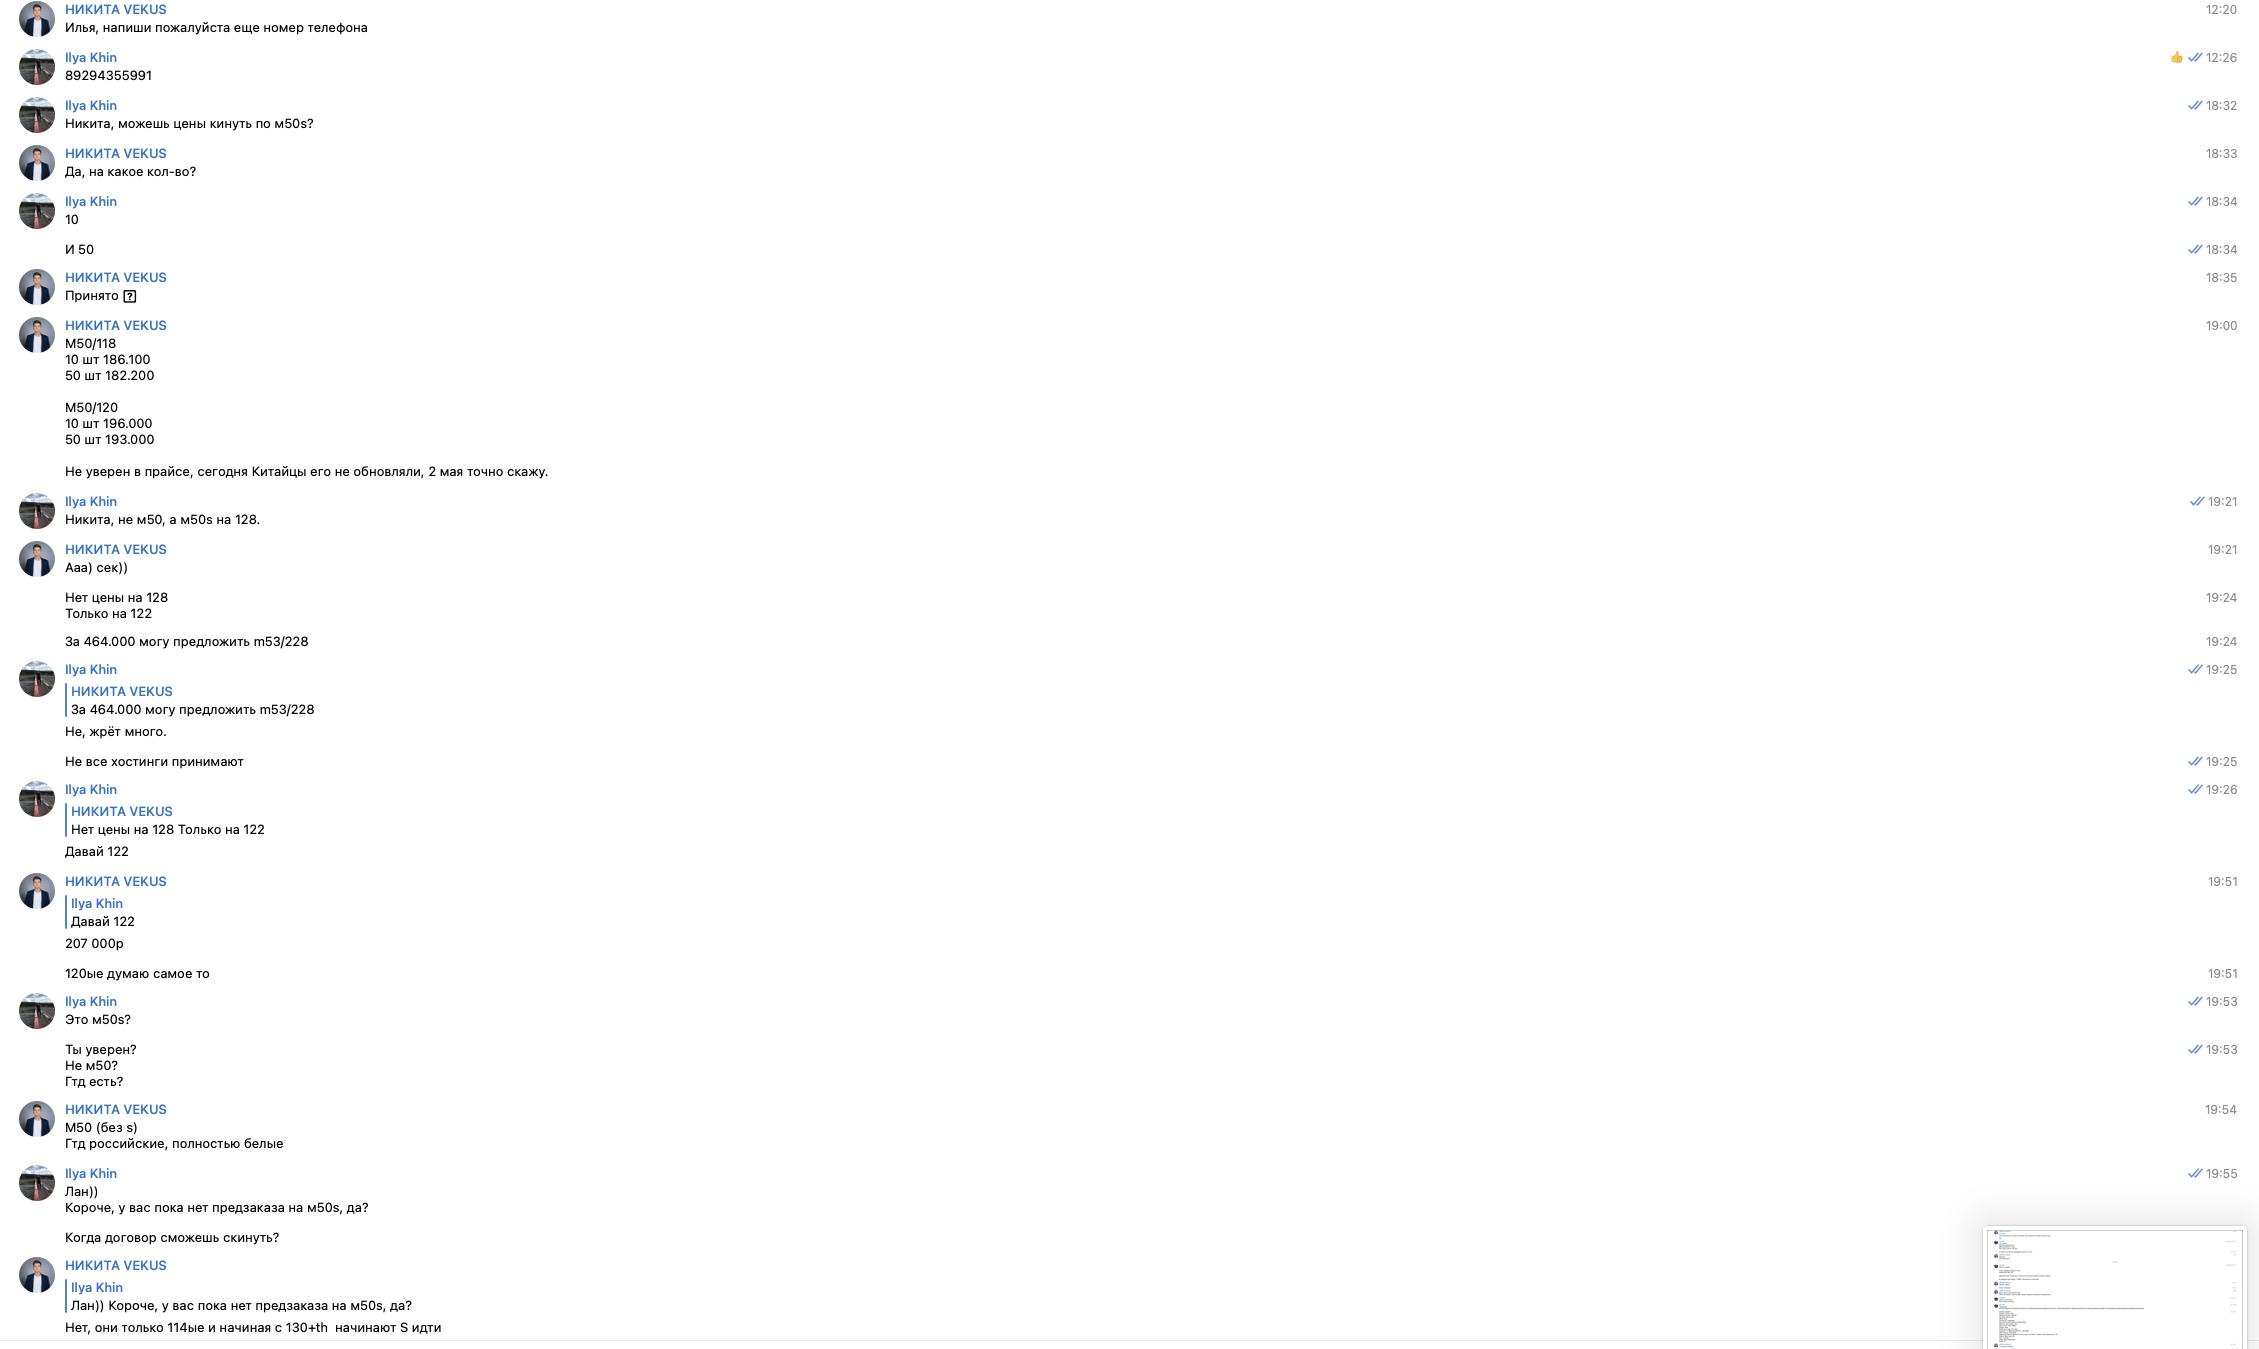 НИКИТА VEKUS 12:20
Илья, напиши пожалуйста еще номер телефона
Ilya Khin 👍 12:26
89294355991
Ilya Khin 18:32
Никита, можешь цены кинуть по м50s?
НИКИТА VEKUS 18:33
Да, на какое кол-во?
Ilya Khin 18:34
10
И 50 18:34
НИКИТА VEKUS 18:35
Принято ?
НИКИТА VEKUS 19:00
M50/118
10 шт 186.100
50 шт 182.200
M50/120
10 шт 196.000
50 шт 193.000
Не уверен в прайсе, сегодня Китайцы его не обновляли, 2 мая точно скажу.
Ilya Khin 19:21
Никита, не м50, а м50s на 128.
НИКИТА VEKUS 19:21
Ааа) сек))
Нет цены на 128 19:24
Только на 122
За 464.000 могу предложить m53/228 19:24
Ilya Khin 19:25
НИКИТА VEKUS
За 464.000 могу предложить m53/228
Не, жрёт много.
Не все хостинги принимают 19:25
Ilya Khin 19:26
НИКИТА VEKUS
Нет цены на 128 Только на 122
Давай 122
НИКИТА VEKUS 19:51
Ilya Khin
Давай 122
207 000р
120ые думаю самое то 19:51
Ilya Khin 19:53
Это м50s?
Ты уверен? 19:53
Не м50?
Гтд есть?
НИКИТА VEKUS 19:54
М50 (без s)
Гтд российские, полностью белые
Ilya Khin 19:55
Лан))
Короче, у вас пока нет предзаказа на м50s, да?
Когда договор сможешь скинуть?
НИКИТА VEKUS
Ilya Khin
Лан)) Короче, у вас пока нет предзаказа на м50s, да?
Нет, они только 114ые и начиная с 130+th начинают S идти